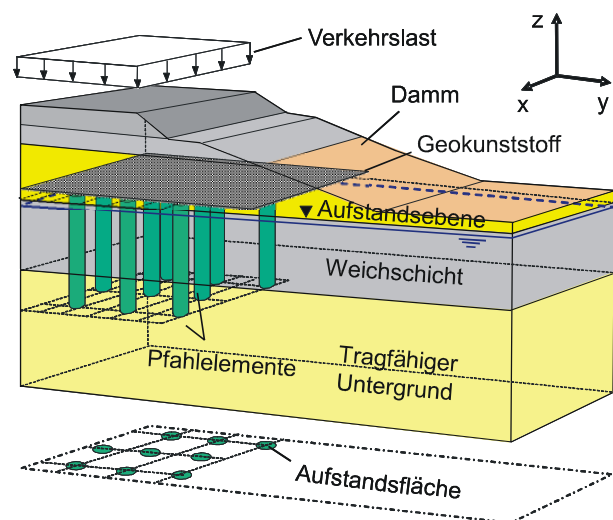 Verkehrslast
z
x
y
Damm
Geokunststoff
Aufstandsebene
Weichschicht
Pfahlelemente
Tragfähiger
Untergrund
Aufstandsfläche